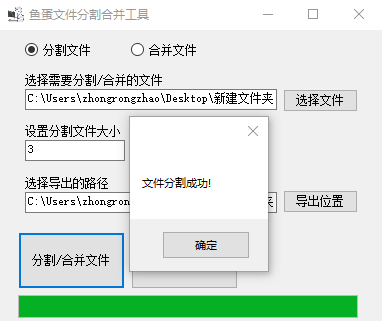 鱼蛋文件分割合并工具
分割文件 合并文件
选择需要分割/合并的文件
C:\Users\zhongrongzhao\Desktop\新建文件夹 选择文件
设置分割文件大小
3
文件分割成功!
选择导出的路径
C:\Users\zhongron 夹 导出位置
确定
分割/合并文件